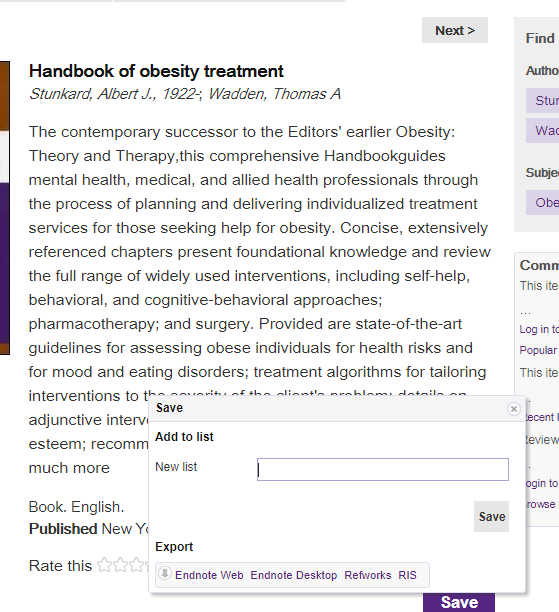 Next >
Handbook of obesity treatment
Stunkard, Albert J., 1922-; Wadden, Thomas A
The contemporary successor to the Editors' earlier Obesity:
Theory and Therapy,this comprehensive Handbookguides
mental health, medical, and allied health professionals through
the process of planning and delivering individualized treatment
services for those seeking help for obesity. Concise, extensively
referenced chapters present foundational knowledge and review
the full range of widely used interventions, including self-help,
behavioral, and cognitive-behavioral approaches;
pharmacotherapy; and surgery. Provided are state-of-the-art
guidelines for assessing obese individuals for health risks and
for mood and eating disorders; treatment algorithms for tailoring
interventions to the severity of the client's problem; details on
adjunctive interv
esteem; recomm
much more
Book. English.
Published New Yo
Rate this
Save
Add to list
New list
Save
Export
Endnote Web Endnote Desktop Refworks RIS
Save
Find
Autho
Stur
Wad
Subje
Obe
Comm
This ite
...
Log in to
Popular
This ite
ecent l
eview
ogin to
rowse